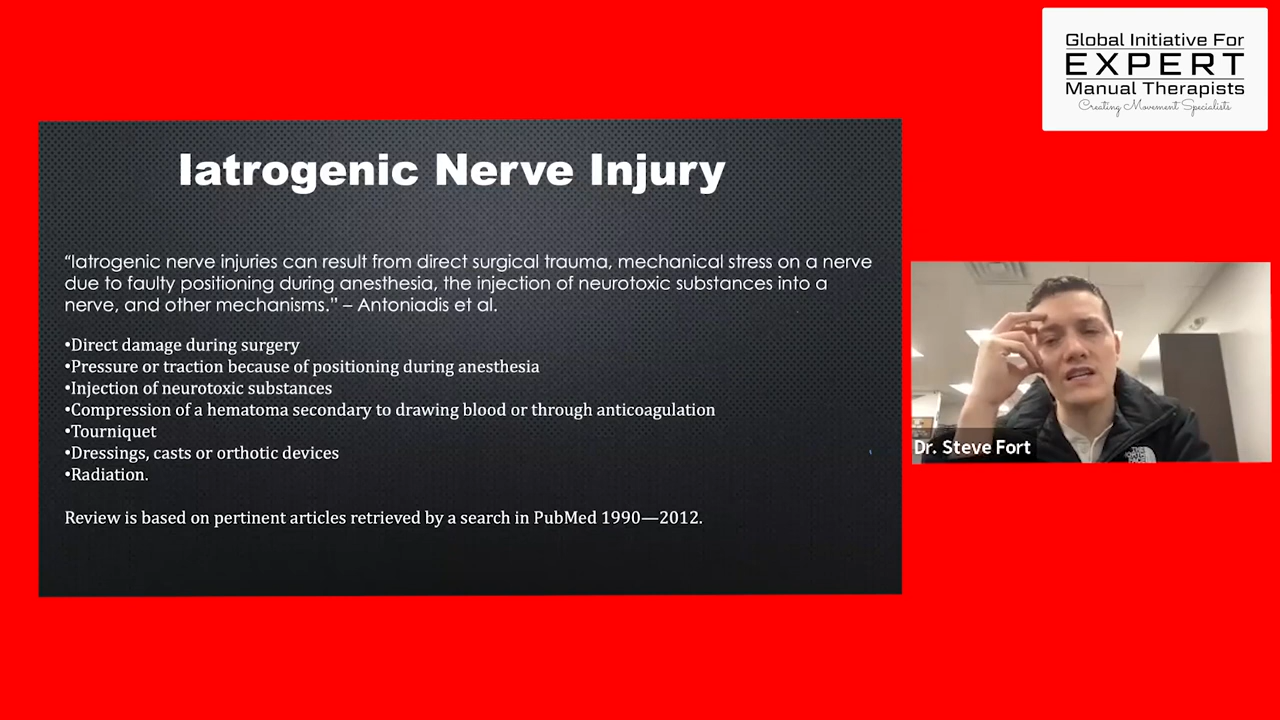 Global Initiative For
EXPERT
Manual Therapists
Creating Movement Specialists
Iatrogenic Nerve Injury
“Iatrogenic nerve injuries can result from direct surgical trauma, mechanical stress on a nerve
due to faulty positioning during anesthesia, the injection of neurotoxic substances into a
nerve, and other mechanisms.” – Antoniadis et al.
•Direct damage during surgery
•Pressure or traction because of positioning during anesthesia
•Injection of neurotoxic substances
•Compression of a hematoma secondary to drawing blood or through anticoagulation
•Tourniquet
•Dressings, casts or orthotic devices
•Radiation.
Review is based on pertinent articles retrieved by a search in PubMed 1990—2012.
Dr. Steve Fort